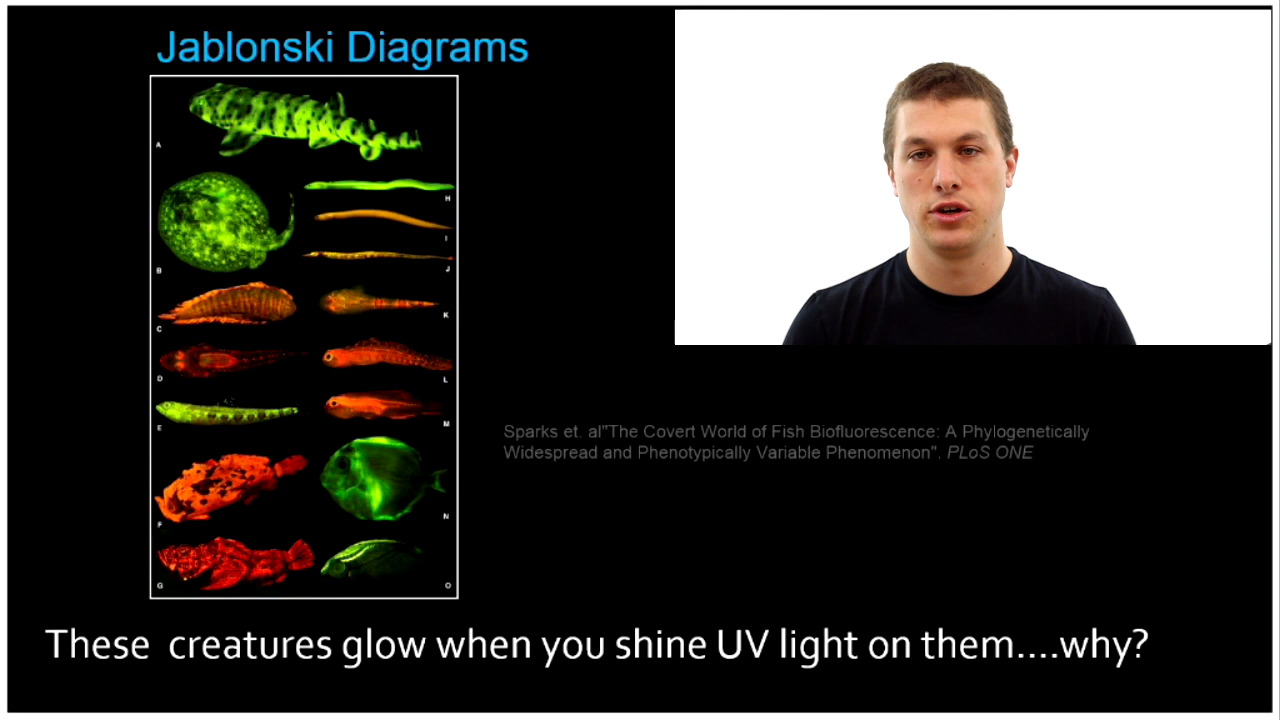 Jablonski Diagrams
A
H
I
B
J
C
K
D
L
E
M
F
N
G
O
Sparks et. al"The Covert World of Fish Biofluorescence: A Phylogenetically
Widespread and Phenotypically Variable Phenomenon". PLoS ONE
These creatures glow when you shine UV light on them....why?